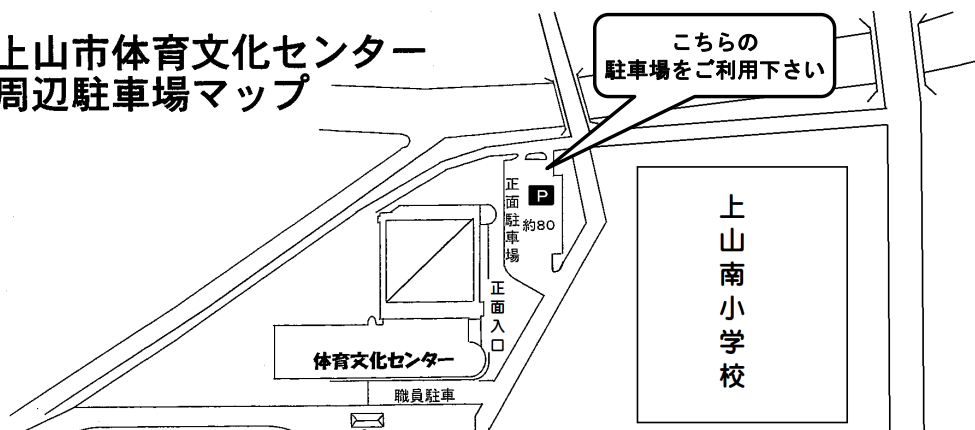 上山市体育文化センター
周辺駐車場マップ
こちらの
駐車場をご利用下さい
正面駐車場
P
約80
上山南小学校
正面入口
体育文化センター
職員駐車